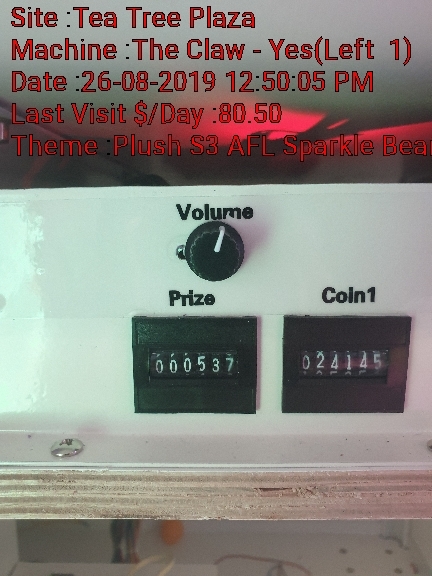 Site :Tea Tree Plaza
Machine :The Claw - Yes(Left 1)
Date :26-08-2019 12:50:05 PM
Last Visit $/Day :80.50
Theme :Plush S3 AFL Sparkle Bear
Volume
Prize Coin1
000537 024145